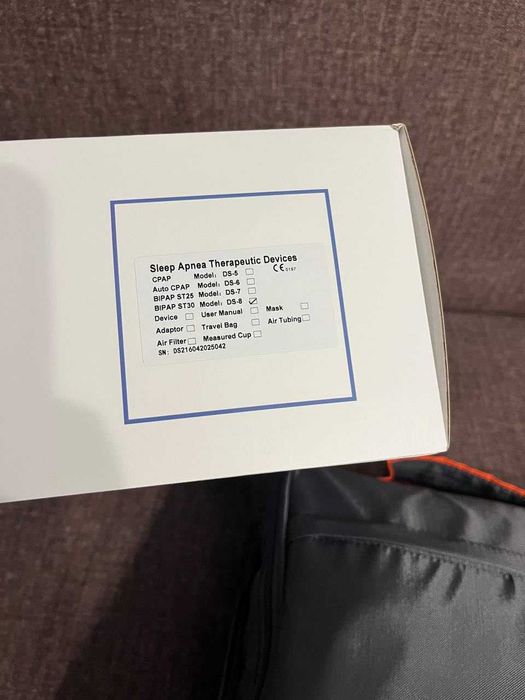 Sleep Apnea Therapeutic Devices
CPAP Model: DS-5 ☐ CE 0197
Auto CPAP Model: DS-6 ☐
BIPAP ST25 Model: DS-7 ☐
BIPAP ST30 Model: DS-8 ☑
Device ☐ User Manual ☐ Mask ☐
Adaptor ☐ Travel Bag ☐ Air Tubing ☐
Air Filter ☐ Measured Cup ☐
SN: DS216042025042